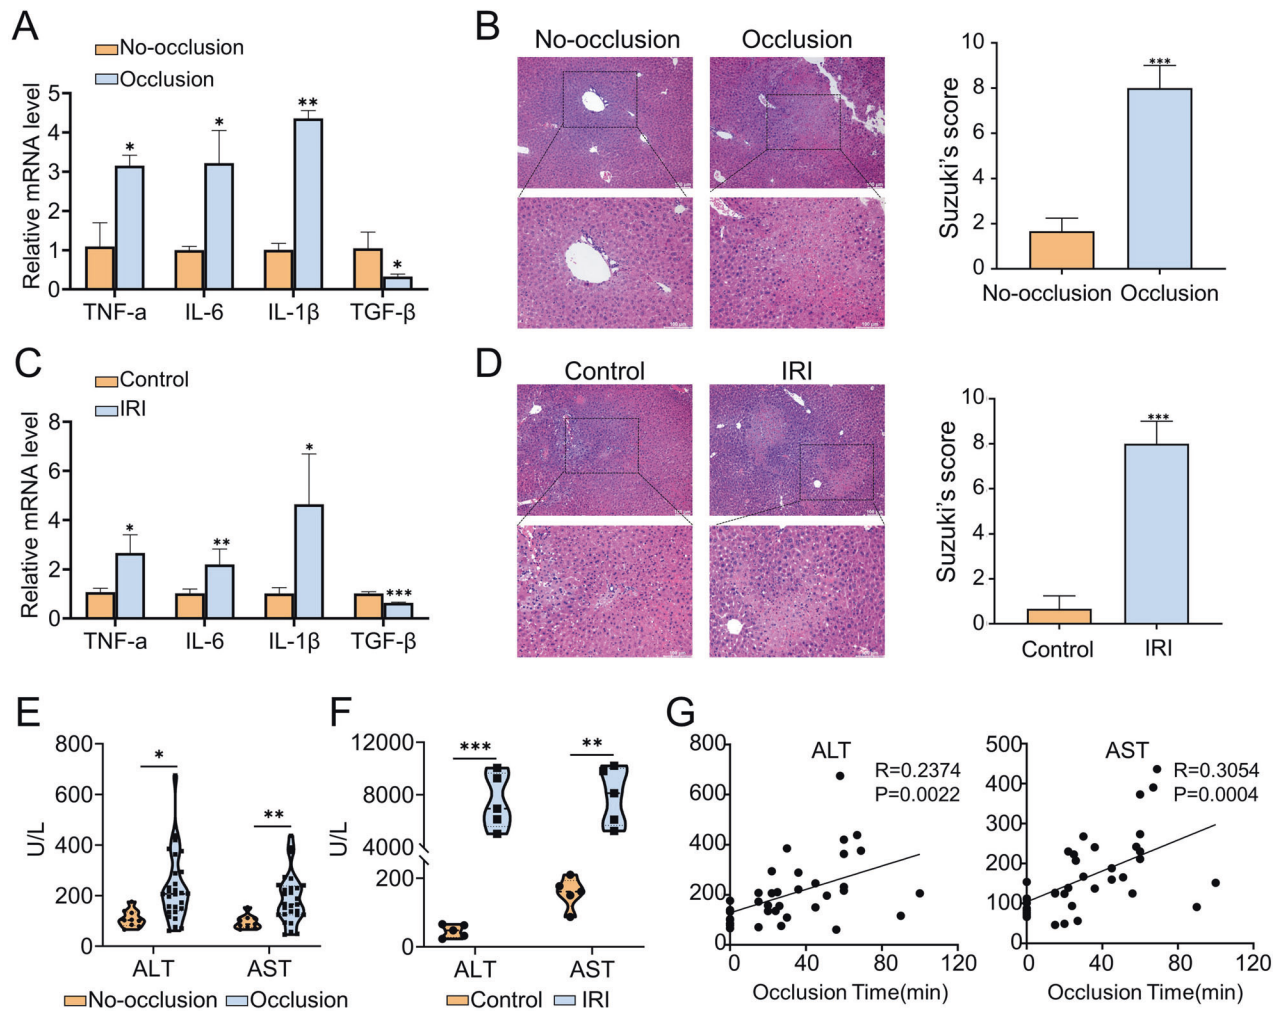 A
No-occlusion
Occlusion
Relative mRNA level
5
4
3
2
1
0
*
*
**
*
TNF-a IL-6 IL-1β TGF-β
B
No-occlusion Occlusion
100 μm
Suzuki's score
10
8
6
4
2
0
***
No-occlusion Occlusion
C
Control
IRI
Relative mRNA level
8
6
4
2
0
*
**
*
***
TNF-a IL-6 IL-1β TGF-β
D
Control IRI
Suzuki's score
10
8
6
4
2
0
***
Control IRI
E
U/L
800
600
400
200
0
*
**
ALT AST
No-occlusion Occlusion
F
U/L
12000
8000
4000
200
0
***
**
ALT AST
Control IRI
G
ALT
R=0.2374
P=0.0022
800
600
400
200
0
0 40 80 120
Occlusion Time(min)
AST
R=0.3054
P=0.0004
500
400
300
200
100
0
0 40 80 120
Occlusion Time(min)